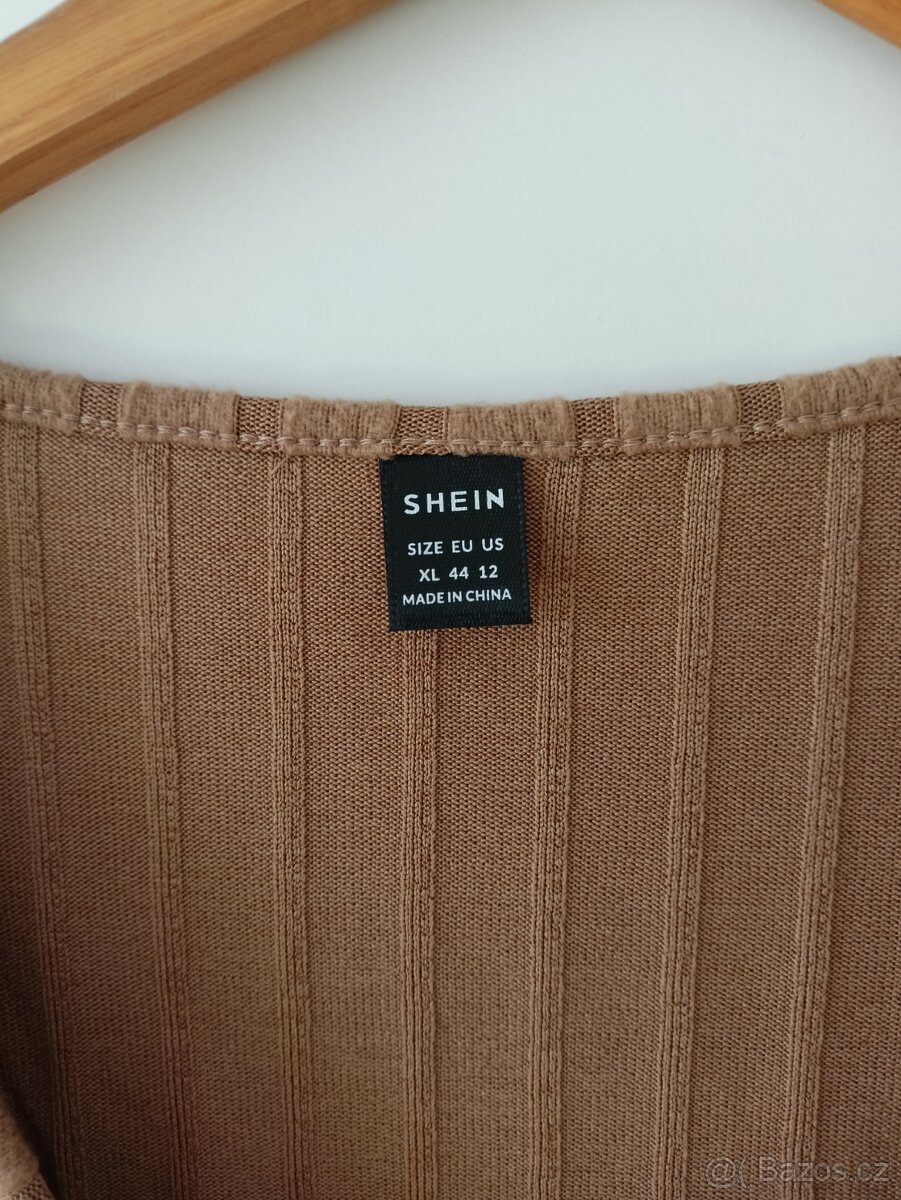 SHEIN
SIZE EU US
XL 44 12
MADE IN CHINA
@( Bazos.cz